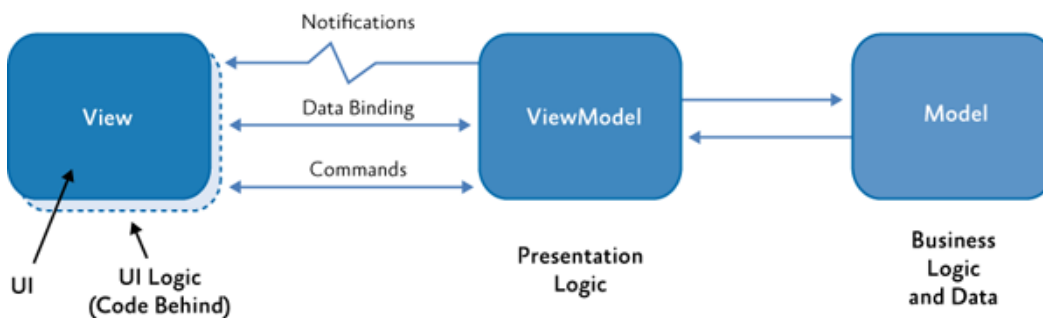 Notifications
View
Data Binding
ViewModel
Model
Commands
UI
UI Logic
(Code Behind)
Presentation
Logic
Business
Logic
and Data